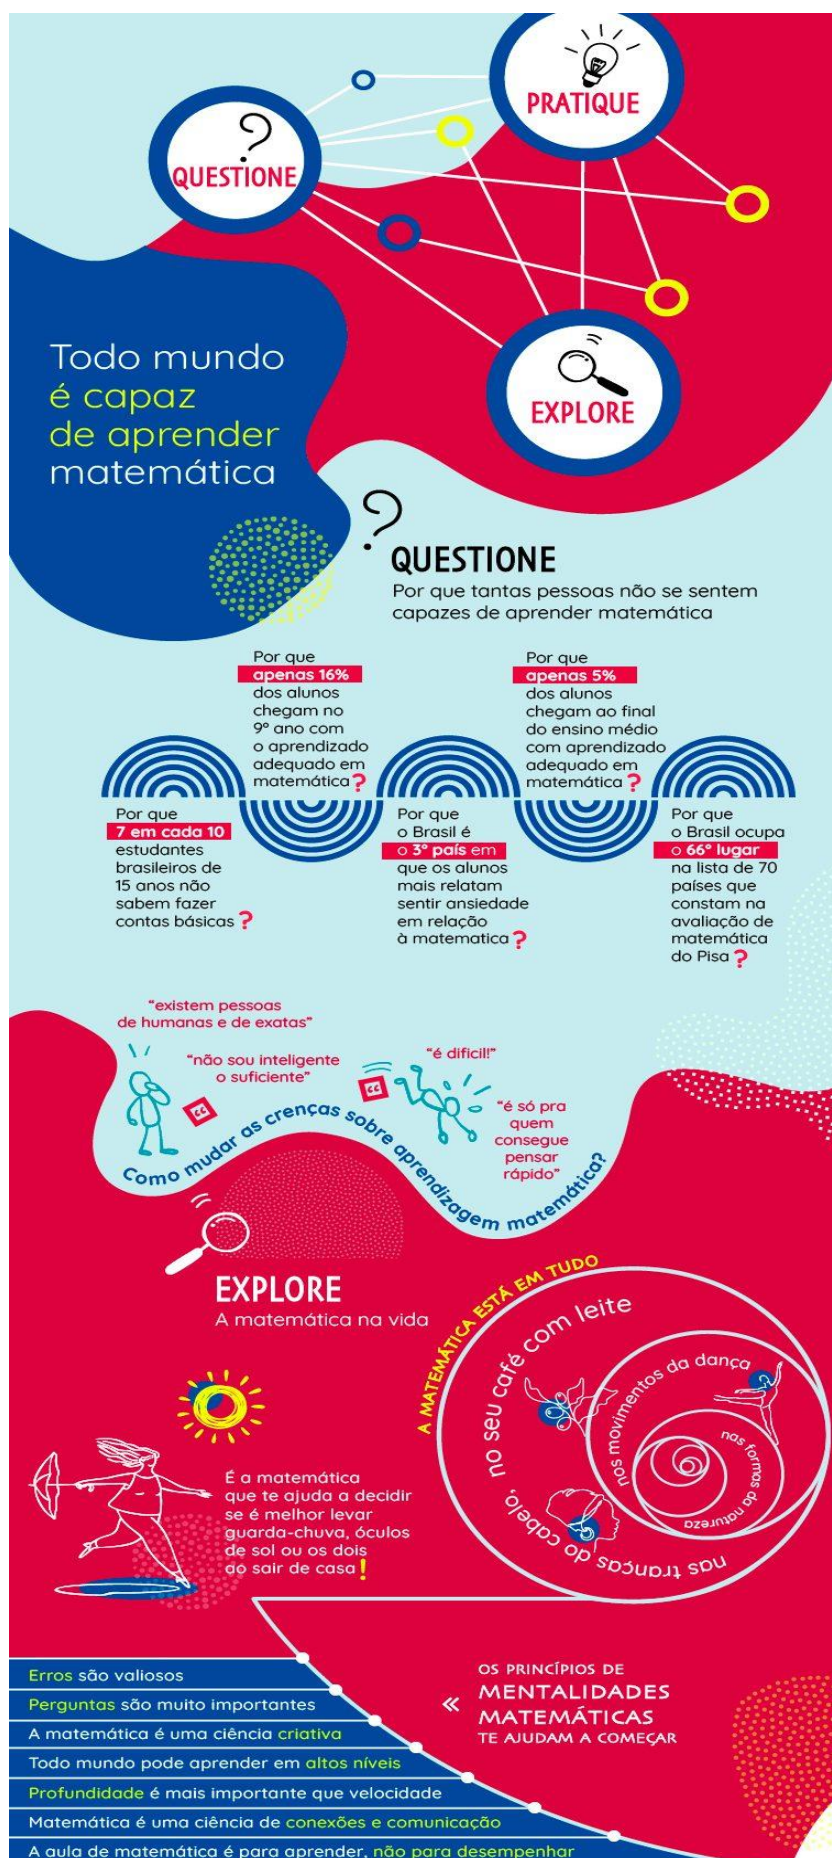 PRATIQUE
QUESTIONE
EXPLORE
Todo mundo
é capaz
de aprender
matemática
QUESTIONE
Por que tantas pessoas não se sentem
capazes de aprender matemática
Por que
apenas 16%
dos alunos
chegam no
9º ano com
o aprendizado
adequado em
matemática?
Por que
apenas 5%
dos alunos
chegam ao final
do ensino médio
com aprendizado
adequado em
matemática?
Por que
7 em cada 10
estudantes
brasileiros de
15 anos não
sabem fazer
contas básicas?
Por que
o Brasil é
o 3º país em
que os alunos
mais relatam
sentir ansiedade
em relação
à matematica?
Por que
o Brasil ocupa
o 66º lugar
na lista de 70
países que
constam na
avaliação de
matemática
do Pisa?
"existem pessoas
de humanas e de exatas"
"não sou inteligente
o suficiente"
"é dificil!"
"é só pra
quem
consegue
pensar
rápido"
Como mudar as crenças sobre aprendizagem matemática?
EXPLORE
A matemática na vida
A MATEMÁTICA ESTÁ EM TUDO
nas tranças do cabelo, no seu café com leite
nos movimentos da dança
nas formas da natureza
É a matemática
que te ajuda a decidir
se é melhor levar
guarda-chuva, óculos
de sol ou os dois
ao sair de casa!
OS PRINCÍPIOS DE
« MENTALIDADES
MATEMÁTICAS
TE AJUDAM A COMEÇAR
Erros são valiosos
Perguntas são muito importantes
A matemática é uma ciência criativa
Todo mundo pode aprender em altos níveis
Profundidade é mais importante que velocidade
Matemática é uma ciência de conexões e comunicação
A aula de matemática é para aprender, não para desempenhar